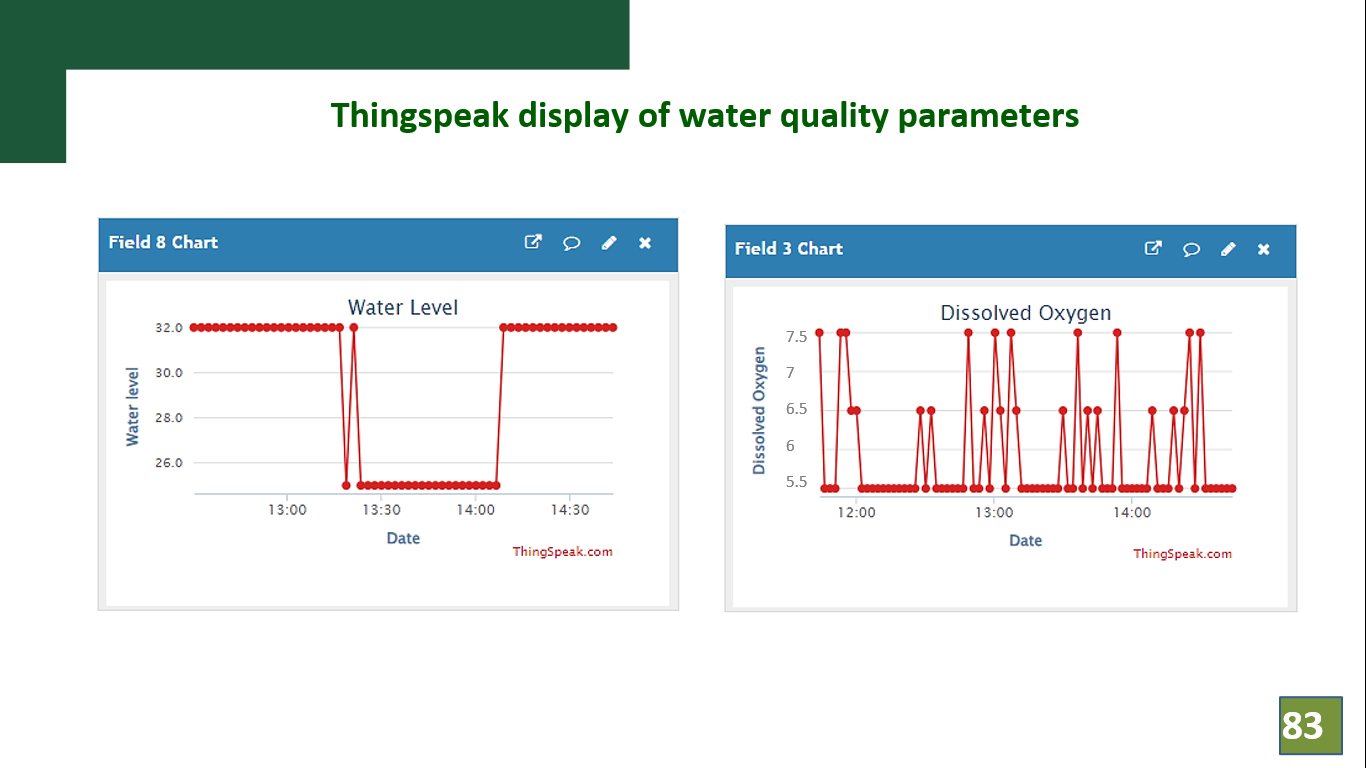 Thingspeak display of water quality parameters
Field 8 Chart
Water Level
Water level
32.0
30.0
28.0
26.0
13:00 13:30 14:00 14:30
Date
ThingSpeak.com
Field 3 Chart
Dissolved Oxygen
Dissolved Oxygen
7.5
7
6.5
6
5.5
12:00 13:00 14:00
Date
ThingSpeak.com
83